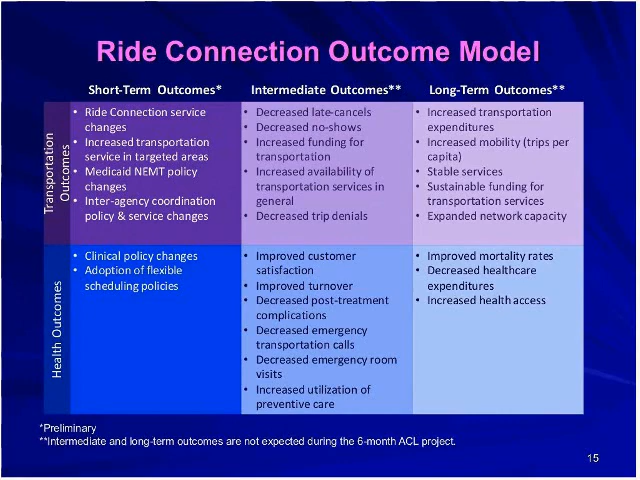 Ride Connection Outcome Model
Short-Term Outcomes*
Intermediate Outcomes**
Long-Term Outcomes**
Transportation
Outcomes
• Ride Connection service
changes
• Increased transportation
service in targeted areas
• Medicaid NEMT policy
changes
• Inter-agency coordination
policy & service changes
• Decreased late-cancels
• Decreased no-shows
• Increased funding for
transportation
• Increased availability of
transportation services in
general
• Decreased trip denials
• Increased transportation
expenditures
• Increased mobility (trips per
capita)
• Stable services
• Sustainable funding for
transportation services
• Expanded network capacity
Health Outcomes
• Clinical policy changes
• Adoption of flexible
scheduling policies
• Improved customer
satisfaction
• Improved turnover
• Decreased post-treatment
complications
• Decreased emergency
transportation calls
• Decreased emergency room
visits
• Increased utilization of
preventive care
• Improved mortality rates
• Decreased healthcare
expenditures
• Increased health access
*Preliminary
**Intermediate and long-term outcomes are not expected during the 6-month ACL project.
15